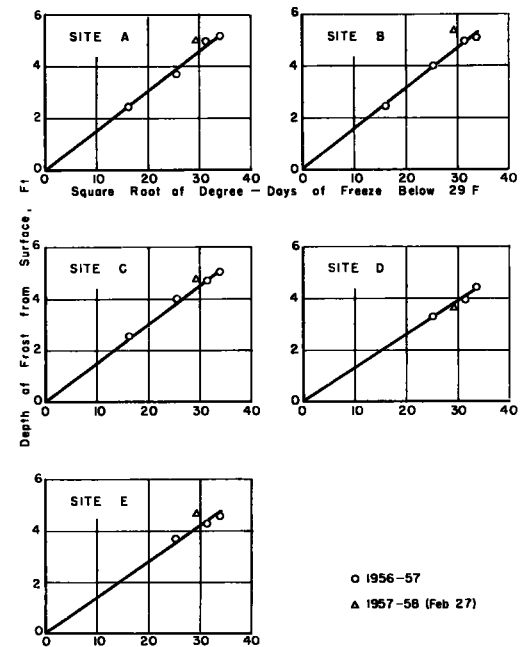 6
SITE A
4
2
0
0 10 20 30 40
6
SITE B
4
2
0
0 10 20 30 40
Square Root of Degree — Days of Freeze Below 29 F
Depth of Frost from Surface, Ft
6
SITE C
4
2
0
0 10 20 30 40
6
SITE D
4
2
0
0 10 20 30 40
6
SITE E
4
2
0
0 10 20 30 40
1956-57
1957-58 (Feb 27)